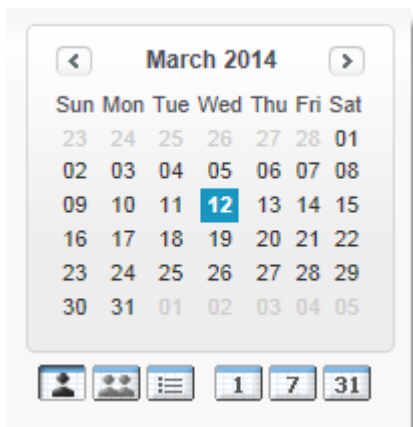 March 2014
Sun Mon Tue Wed Thu Fri Sat
23 24 25 26 27 28 01
02 03 04 05 06 07 08
09 10 11 12 13 14 15
16 17 18 19 20 21 22
23 24 25 26 27 28 29
30 31 01 02 03 04 05
1 7 31